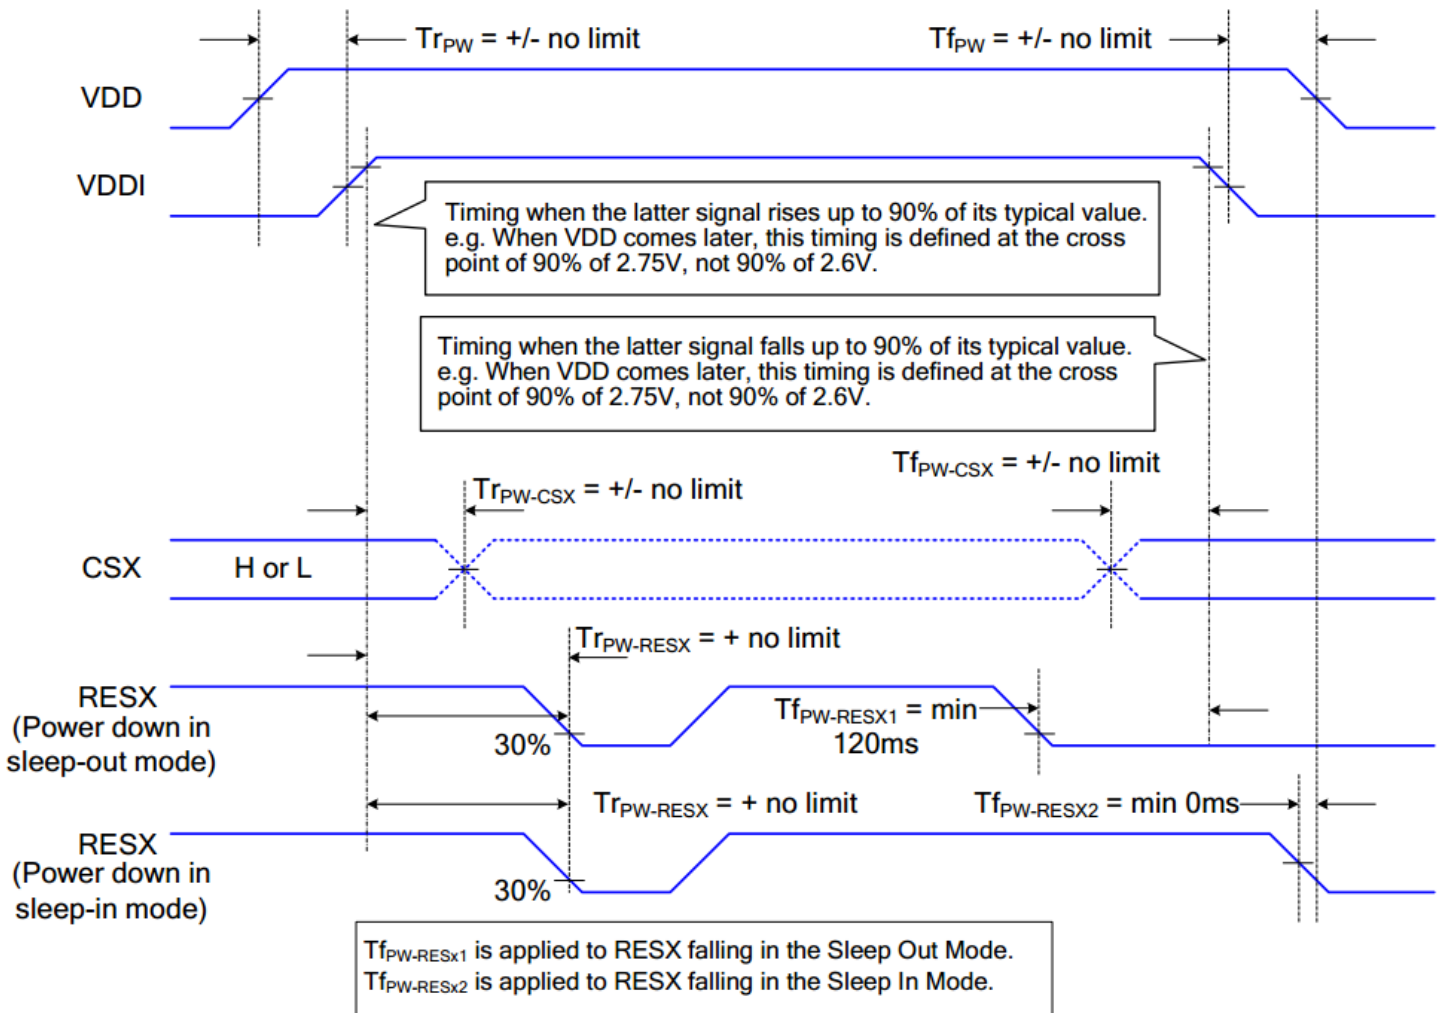 TrPW = +/- no limit
TfPW = +/- no limit
VDD
VDDI
Timing when the latter signal rises up to 90% of its typical value.
e.g. When VDD comes later, this timing is defined at the cross
point of 90% of 2.75V, not 90% of 2.6V.
Timing when the latter signal falls up to 90% of its typical value.
e.g. When VDD comes later, this timing is defined at the cross
point of 90% of 2.75V, not 90% of 2.6V.
TfPW-CSX = +/- no limit
TrPW-CSX = +/- no limit
CSX
H or L
TrPW-RESX = + no limit
RESX
(Power down in
sleep-out mode)
30%
TfPW-RESX1 = min
120ms
TrPW-RESX = + no limit
TfPW-RESX2 = min 0ms
RESX
(Power down in
sleep-in mode)
30%
TfPW-RESx1 is applied to RESX falling in the Sleep Out Mode.
TfPW-RESx2 is applied to RESX falling in the Sleep In Mode.